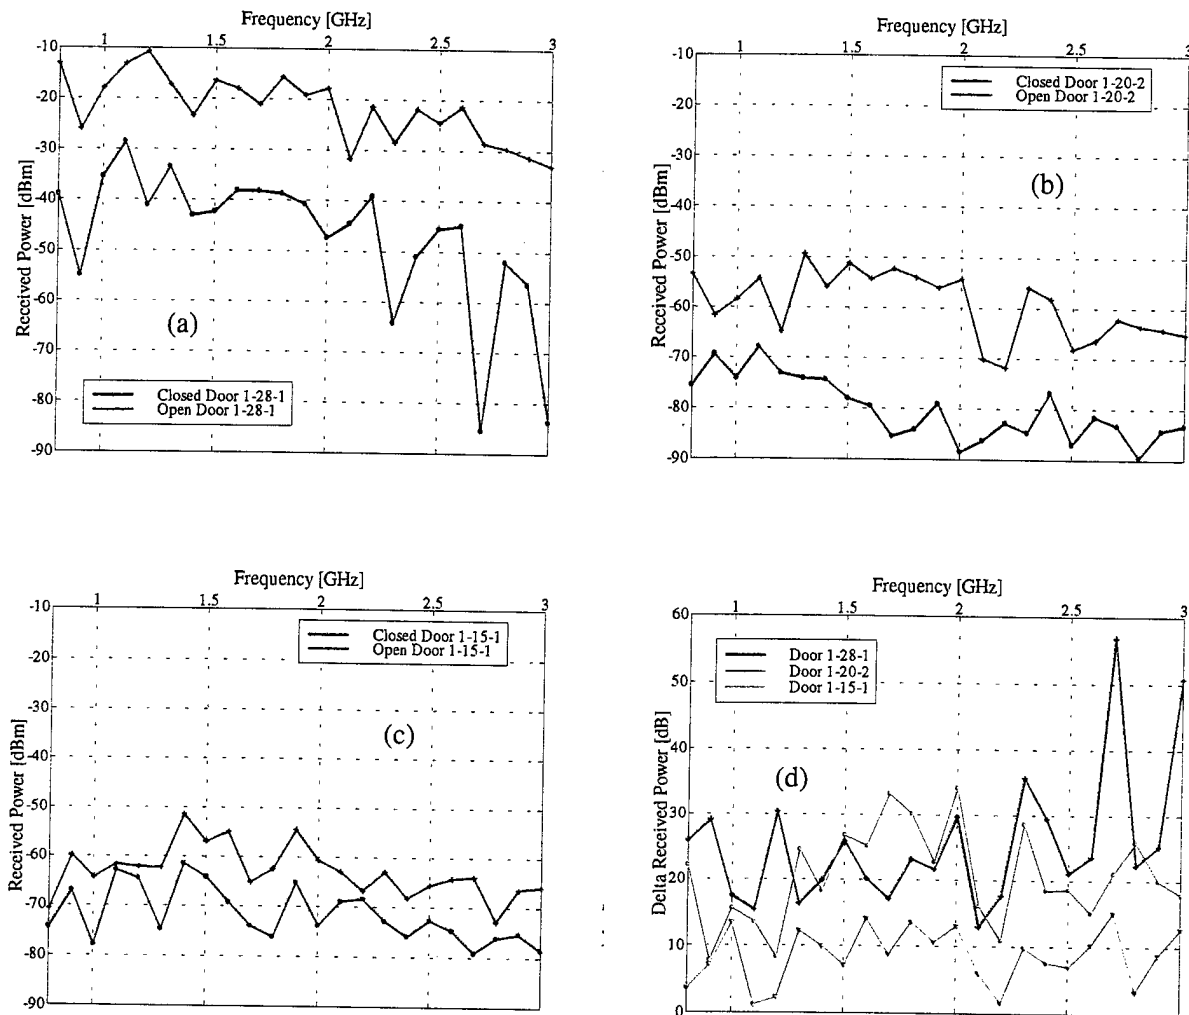 Frequency [GHz]
1 1.5 2 2.5 3
-10
-20
-30
-40
-50
-60
-70
-80
-90
Received Power [dBm]
(a)
Closed Door 1-28-1
Open Door 1-28-1
Frequency [GHz]
1 1.5 2 2.5 3
-10
-20
-30
-40
-50
-60
-70
-80
-90
Received Power [dBm]
Closed Door 1-20-2
Open Door 1-20-2
(b)
Frequency [GHz]
1 1.5 2 2.5 3
-10
-20
-30
-40
-50
-60
-70
-80
-90
Received Power [dBm]
Closed Door 1-15-1
Open Door 1-15-1
(c)
Frequency [GHz]
1 1.5 2 2.5 3
60
50
40
30
20
10
0
Delta Received Power [dB]
Door 1-28-1
Door 1-20-2
Door 1-15-1
(d)